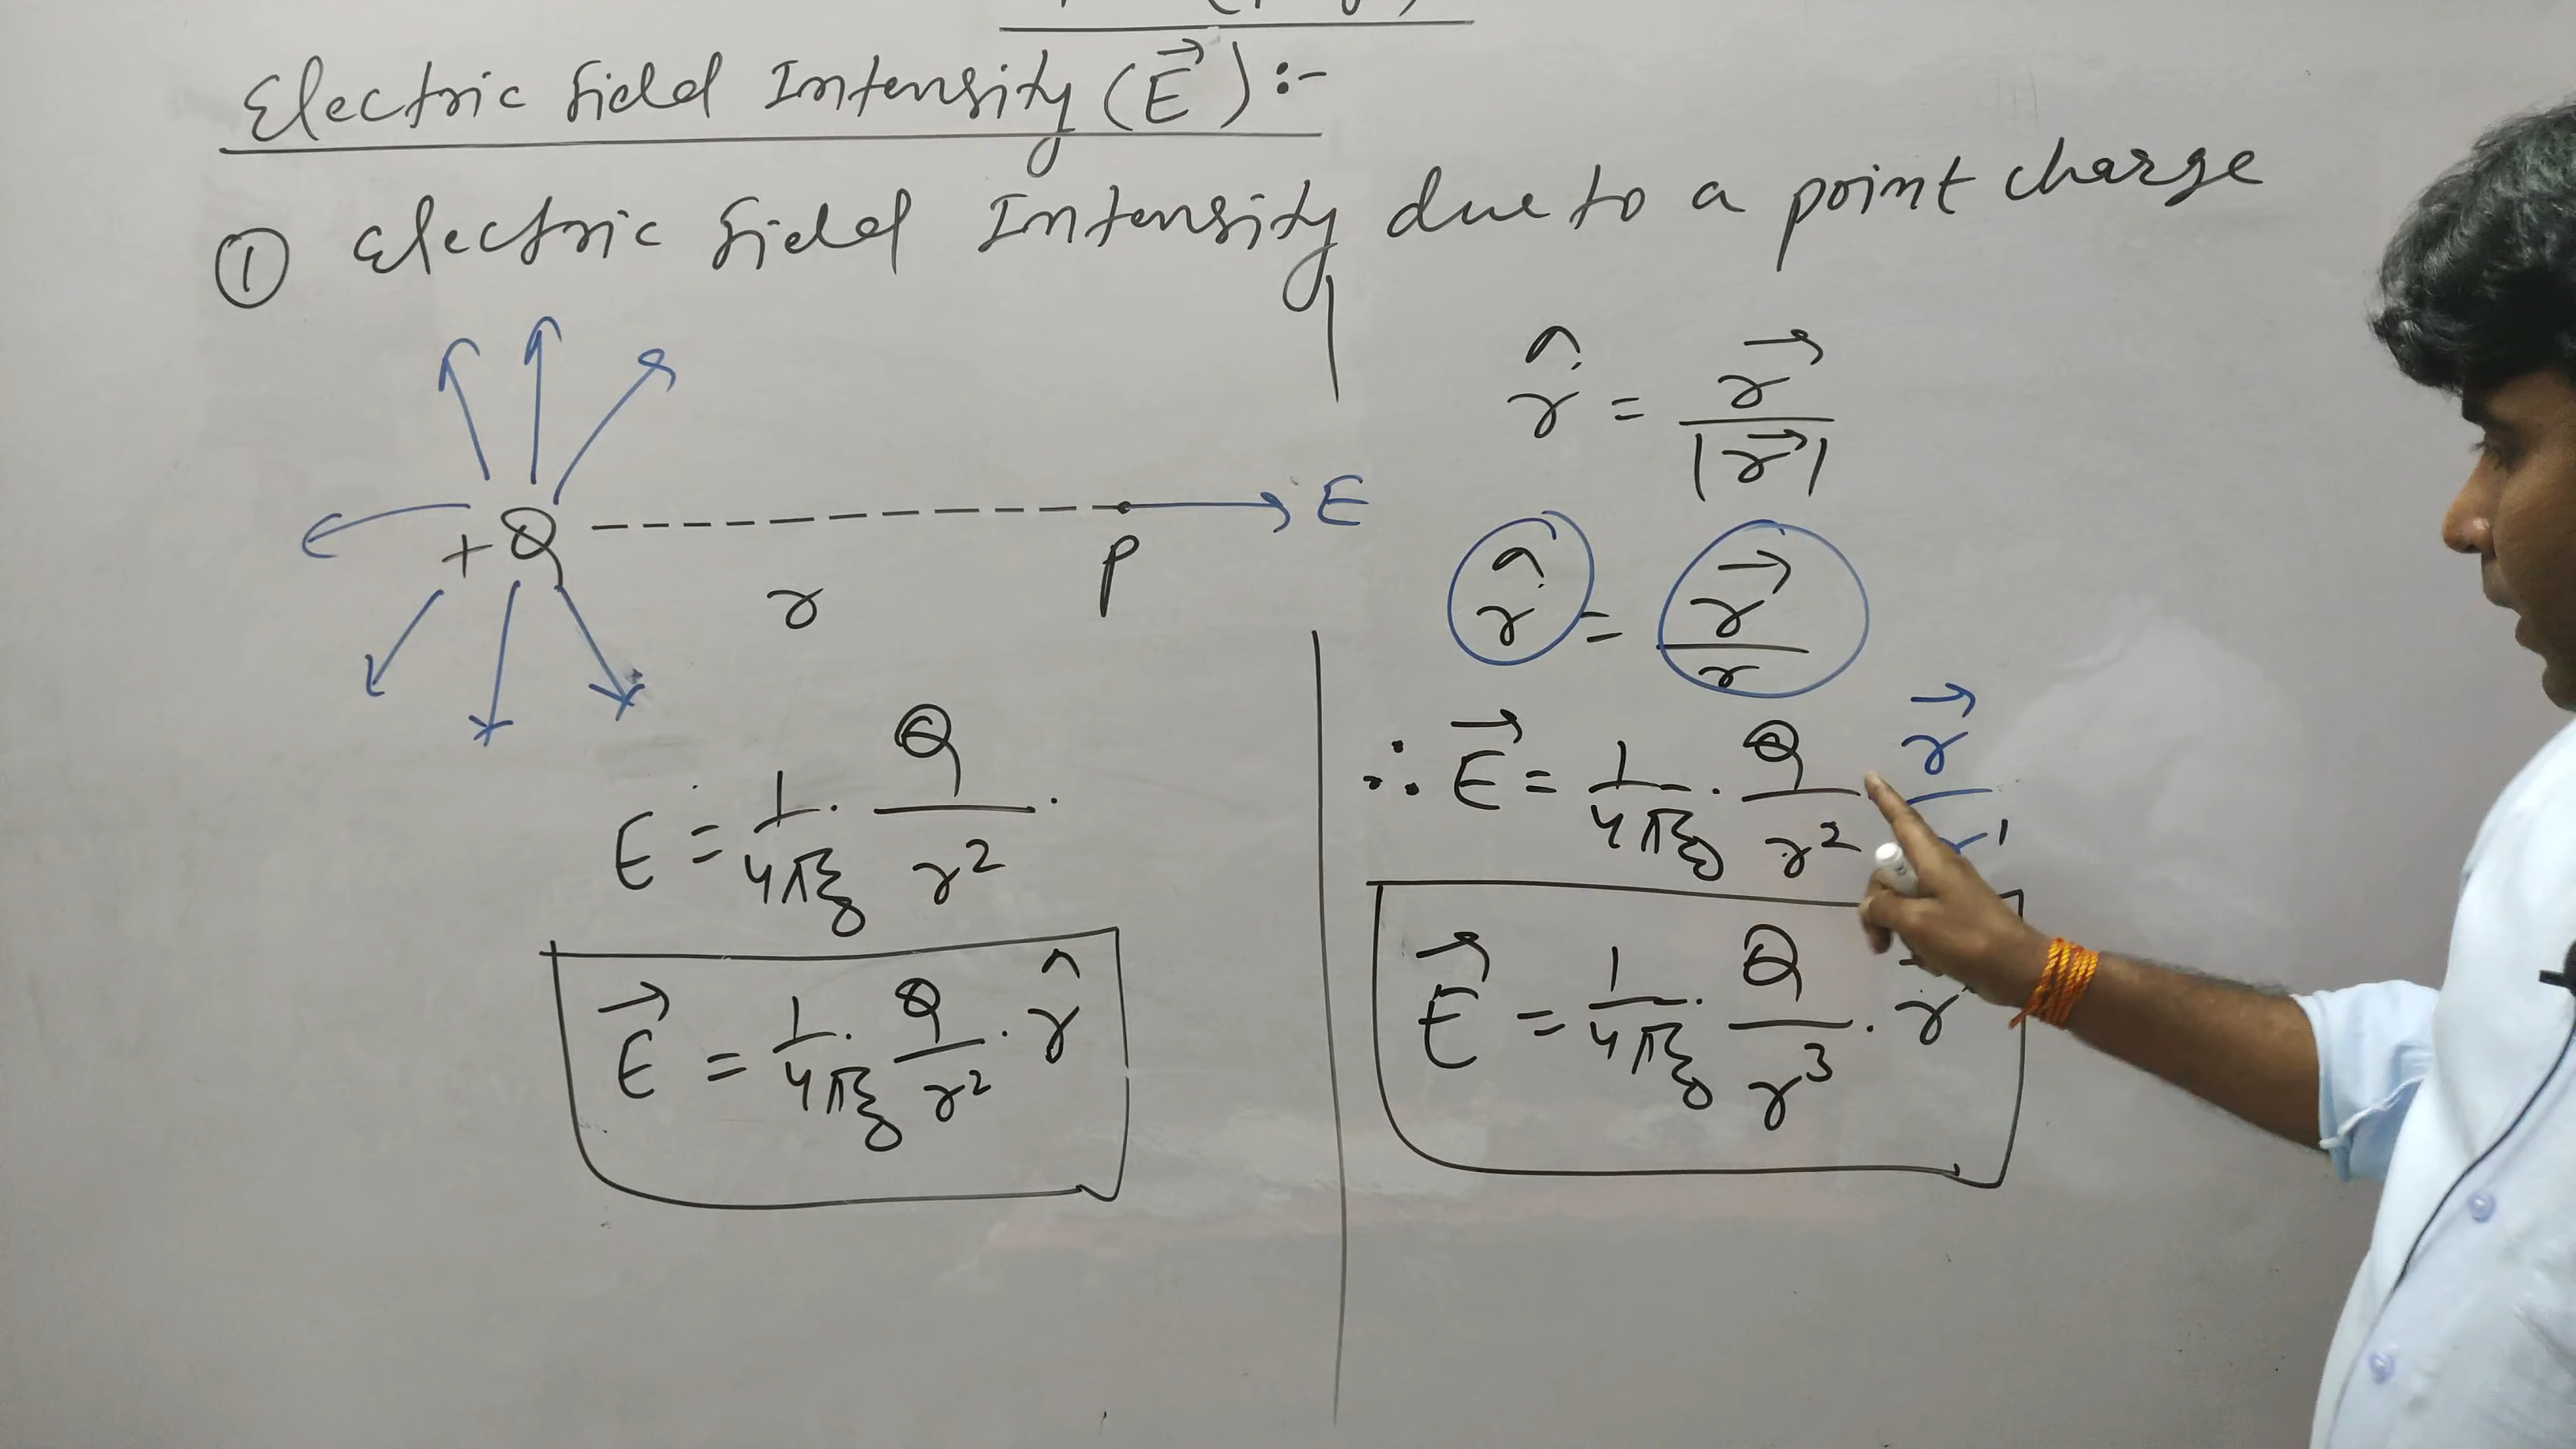 Electric field Intensity (E⃗) :-
① Electric field Intensity due to a point charge
+Q r P E
E = 1/4πε₀ · Q/r² ·
E⃗ = 1/4πε₀ · Q/r² · r̂
r̂ = r⃗/|r⃗|
r̂ = r⃗/r
∴ E⃗ = 1/4πε₀ · Q/r² r⃗/r¹
E⃗ = 1/4πε₀ · Q/r³ · r⃗